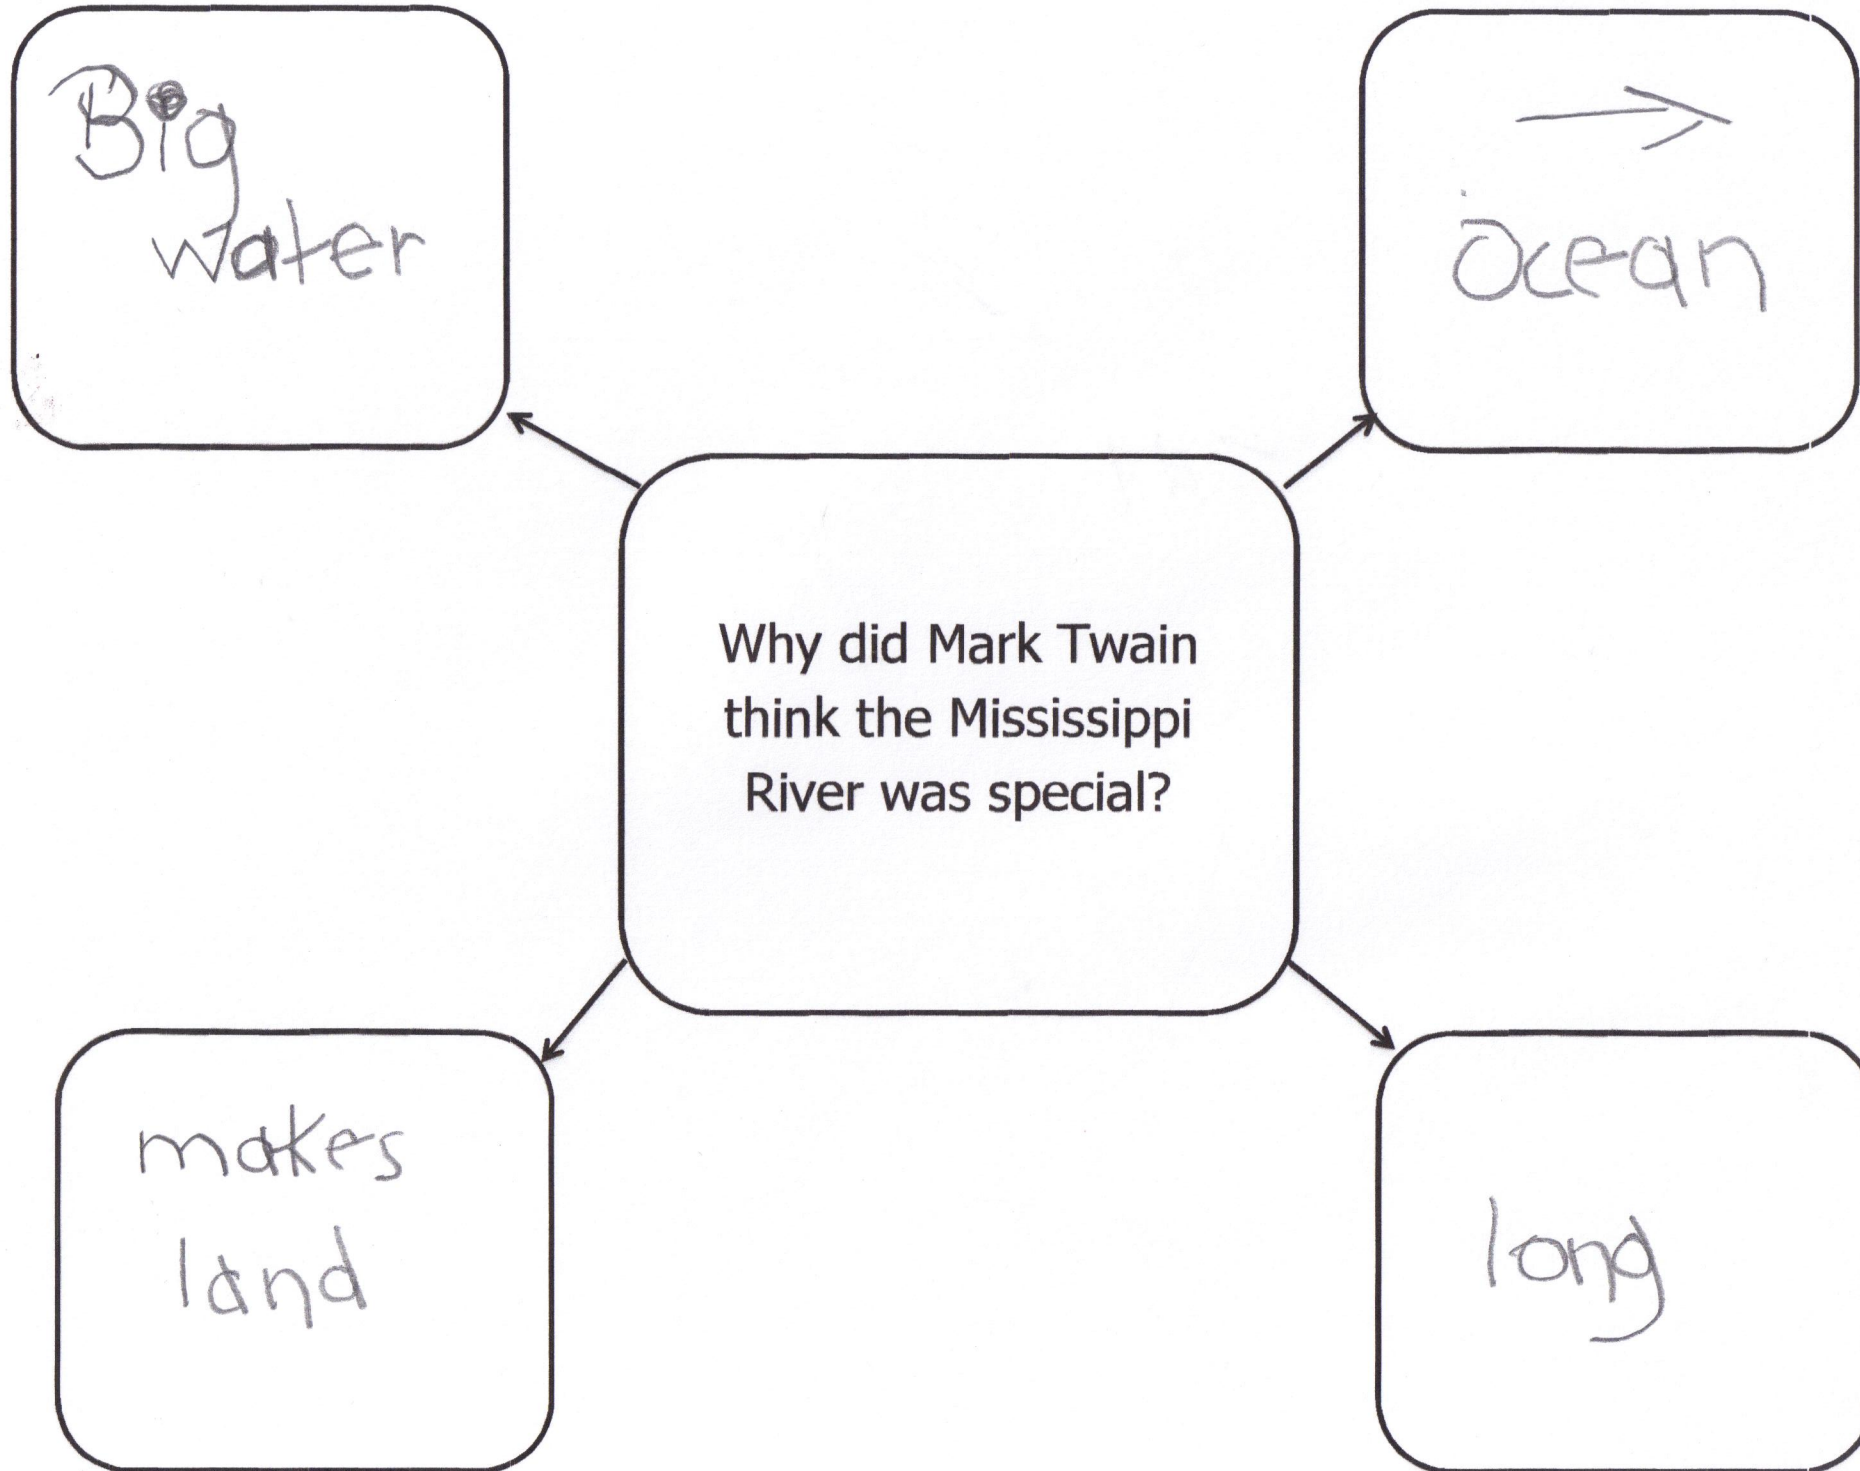 Big
water
→
Ocean
Why did Mark Twain
think the Mississippi
River was special?
makes
land
long